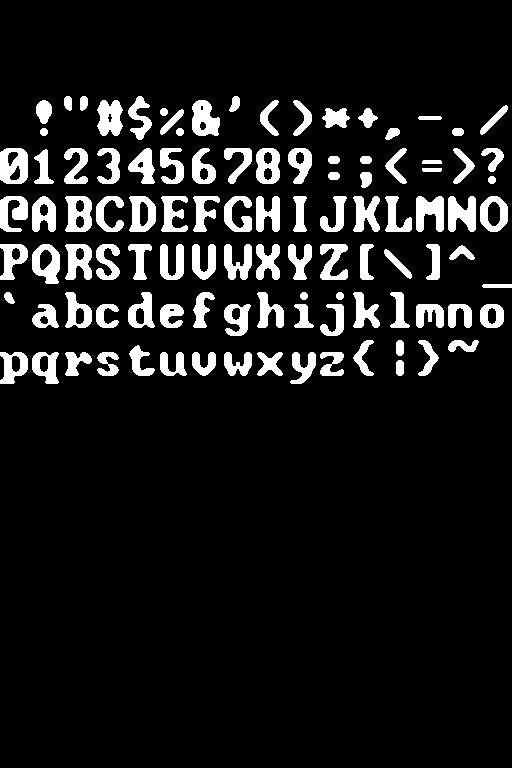 !"#$%&'()*+,-./
0123456789:;<=>?
@ABCDEFGHIJKLMNO
PQRSTUVWXYZ[\]^_
`abcdefghijklmno
pqrstuvwxyz{¦}~